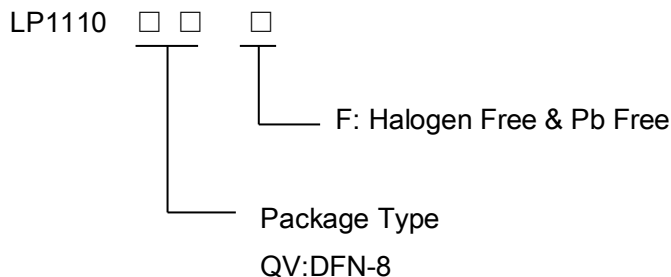 LP1110 □ □ □
F: Halogen Free & Pb Free
Package Type
QV:DFN-8